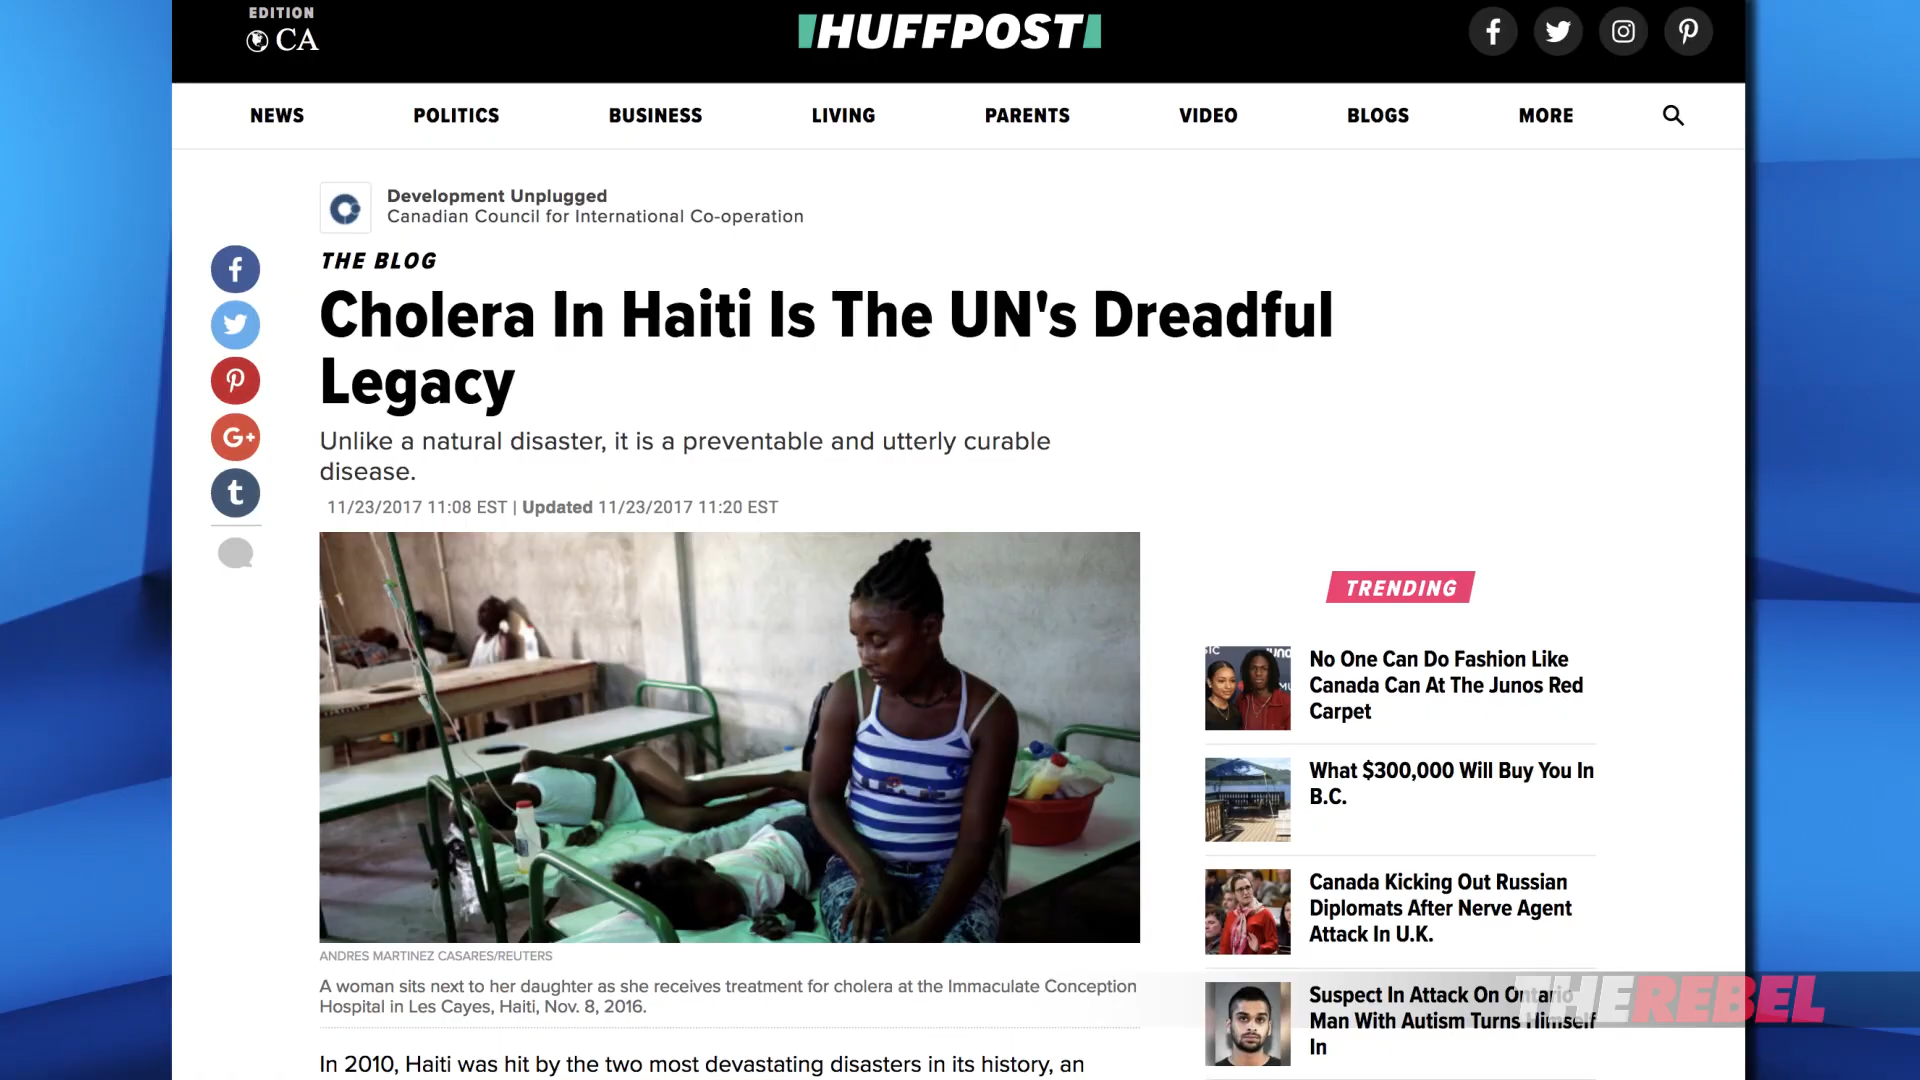 EDITION
CA
HUFFPOST
NEWS POLITICS BUSINESS LIVING PARENTS VIDEO BLOGS MORE
Development Unplugged
Canadian Council for International Co-operation
THE BLOG
Cholera In Haiti Is The UN's Dreadful
Legacy
Unlike a natural disaster, it is a preventable and utterly curable
disease.
11/23/2017 11:08 EST | Updated 11/23/2017 11:20 EST
ANDRES MARTINEZ CASARES/REUTERS
A woman sits next to her daughter as she receives treatment for cholera at the Immaculate Conception
Hospital in Les Cayes, Haiti, Nov. 8, 2016.
In 2010, Haiti was hit by the two most devastating disasters in its history, an
TRENDING
No One Can Do Fashion Like
Canada Can At The Junos Red
Carpet
What $300,000 Will Buy You In
B.C.
Canada Kicking Out Russian
Diplomats After Nerve Agent
Attack In U.K.
Suspect In Attack On Ontario
Man With Autism Turns Himself
In
THE REBEL